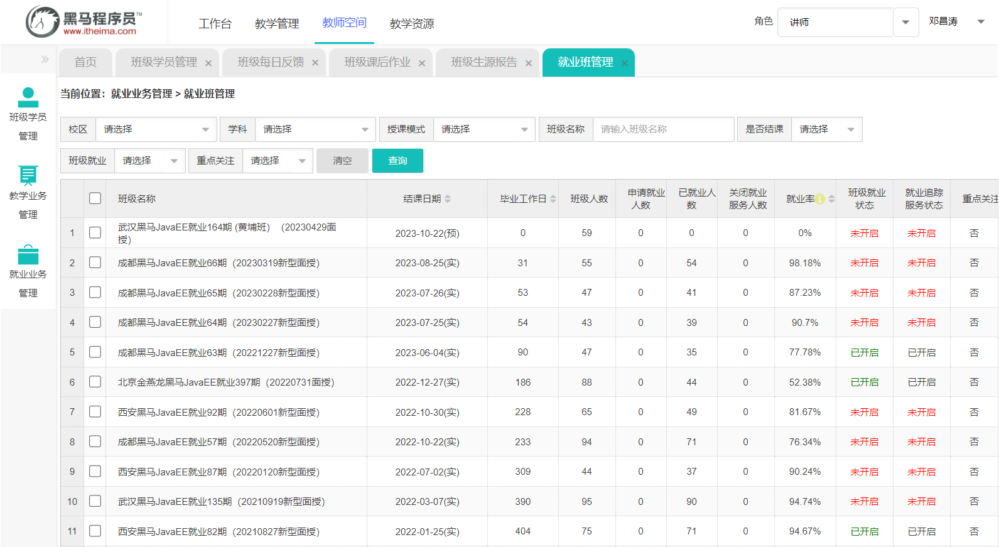 黑马程序员™
www.itheima.com
工作台 教学管理 教师空间 教学资源
角色 讲师 邓昌涛
首页 班级学员管理 × 班级每日反馈 × 班级课后作业 × 班级生源报告 × 就业班管理 ×
班级学员
管理
教学业务
管理
就业业务
管理
当前位置：就业业务管理 > 就业班管理
校区 请选择 学科 请选择 授课模式 请选择 班级名称 请输入班级名称 是否结课 请选择
班级就业 请选择 重点关注 请选择 清空 查询
班级名称 结课日期 毕业工作日 班级人数 申请就业人数 已就业人数 关闭就业服务人数 就业率 班级就业状态 就业追踪服务状态 重点关注
1 武汉黑马JavaEE就业164期 (黄埔班) （20230429面授） 2023-10-22(预) 0 59 0 0 0 0% 未开启 未开启 否
2 成都黑马JavaEE就业66期（20230319新型面授） 2023-08-25(实) 31 55 0 54 0 98.18% 未开启 未开启 否
3 成都黑马JavaEE就业65期（20230228新型面授） 2023-07-26(实) 53 47 0 41 0 87.23% 未开启 未开启 否
4 成都黑马JavaEE就业64期（20230227新型面授） 2023-07-25(实) 54 43 0 39 0 90.7% 未开启 未开启 否
5 成都黑马JavaEE就业63期（20221227新型面授） 2023-06-04(实) 90 47 0 35 0 77.78% 已开启 已开启 否
6 北京金燕龙黑马JavaEE就业397期（20220731面授） 2022-12-27(实) 186 88 0 44 0 52.38% 已开启 已开启 否
7 西安黑马JavaEE就业92期（20220601新型面授） 2022-10-30(实) 228 65 0 49 0 81.67% 未开启 未开启 否
8 成都黑马JavaEE就业57期（20220520新型面授） 2022-10-22(实) 233 94 0 71 0 76.34% 未开启 未开启 否
9 西安黑马JavaEE就业87期（20220120新型面授） 2022-07-02(实) 309 44 0 37 0 90.24% 未开启 未开启 否
10 武汉黑马JavaEE就业135期（20210919新型面授） 2022-03-07(实) 390 95 0 90 0 94.74% 未开启 未开启 否
11 西安黑马JavaEE就业82期（20210827新型面授） 2022-01-25(实) 404 75 0 71 0 94.67% 已开启 已开启 否